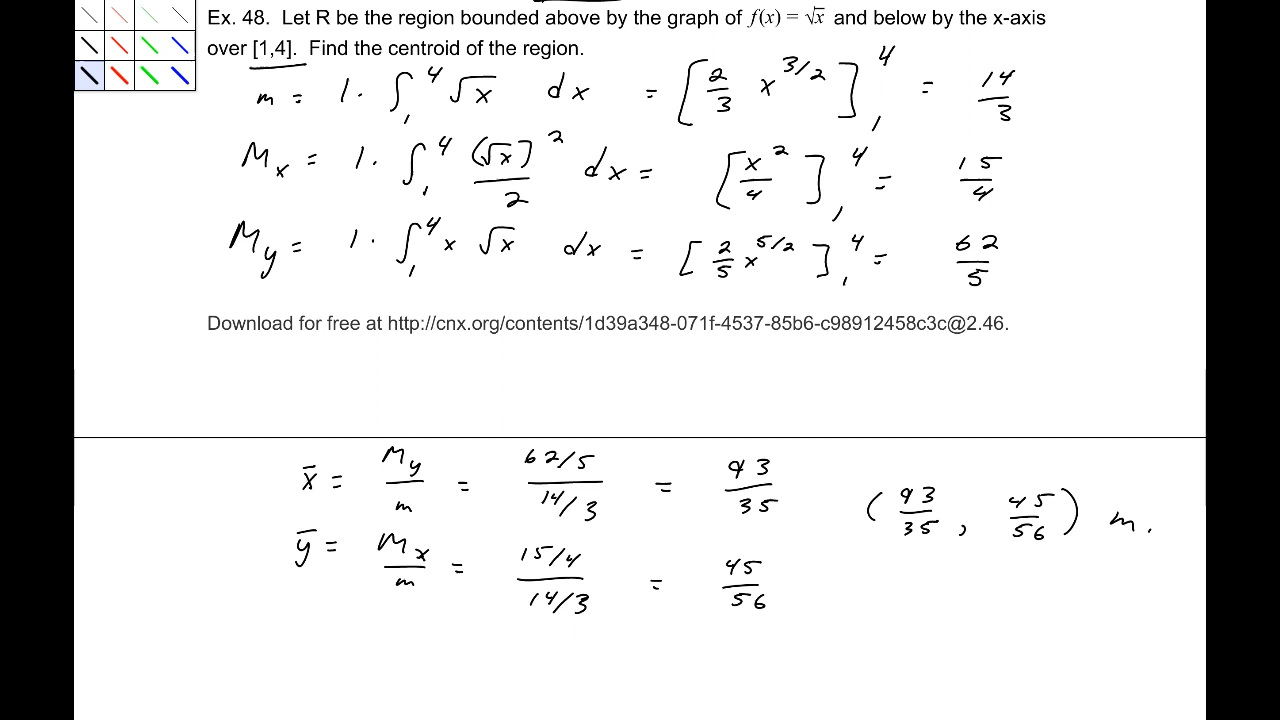 Ex. 48. Let R be the region bounded above by the graph of f(x) = √x and below by the x-axis
over [1,4]. Find the centroid of the region.
m = 1 · ∫₁⁴ √x dx = [2/3 x^{3/2}]₁⁴ = 14/3
Mₓ = 1 · ∫₁⁴ (√x)²/2 dx = [x²/4]₁⁴ = 15/4
M_y = 1 · ∫₁⁴ x √x dx = [2/5 x^{5/2}]₁⁴ = 62/5
Download for free at http://cnx.org/contents/1d39a348-071f-4537-85b6-c98912458c3c@2.46.
x̄ = M_y/m = (62/5)/(14/3) = 93/35
(93/35, 45/56) m.
ȳ = Mₓ/m = (15/4)/(14/3) = 45/56